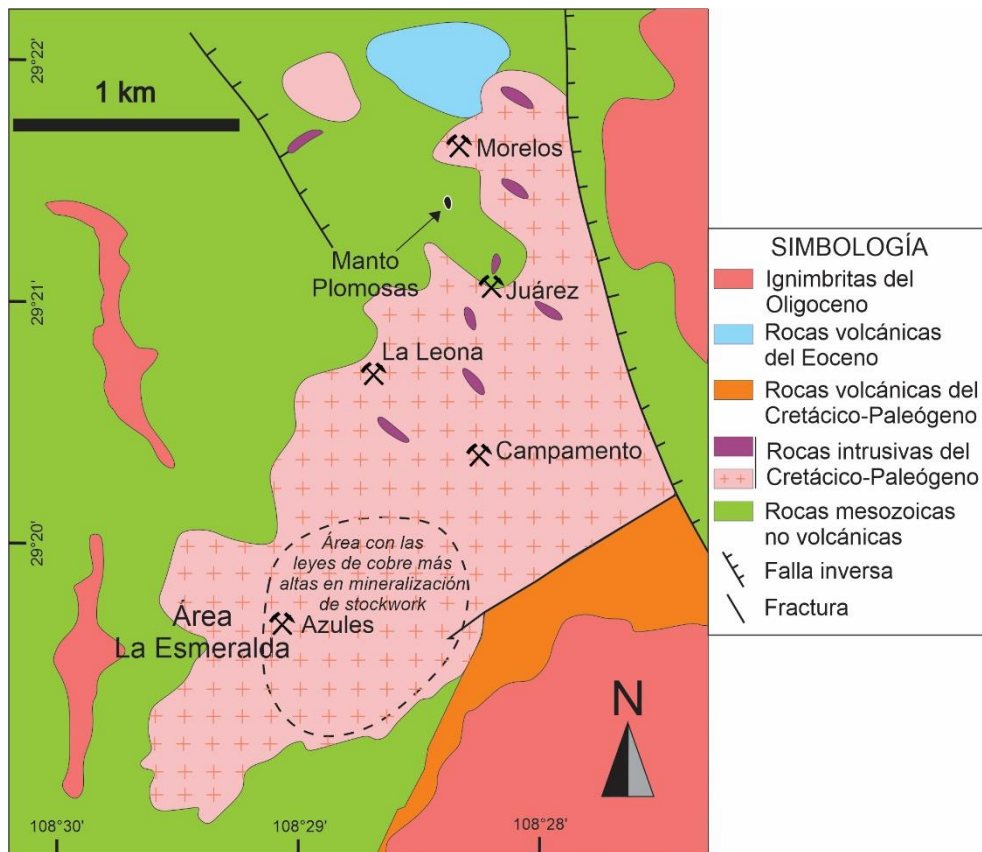 29°22'
1 km
Morelos
Manto
Plomosas
Juárez
29°21'
La Leona
Campamento
29°20'
Área con las
leyes de cobre más
altas en mineralización
de stockwork
Azules
Área
La Esmeralda
N
108°30'
108°29'
108°28'
SIMBOLOGÍA
Ignimbritas del
Oligoceno
Rocas volcánicas
del Eoceno
Rocas volcánicas del
Cretácico-Paleógeno
Rocas intrusivas del
Cretácico-Paleógeno
Rocas mesozoicas
no volcánicas
Falla inversa
Fractura